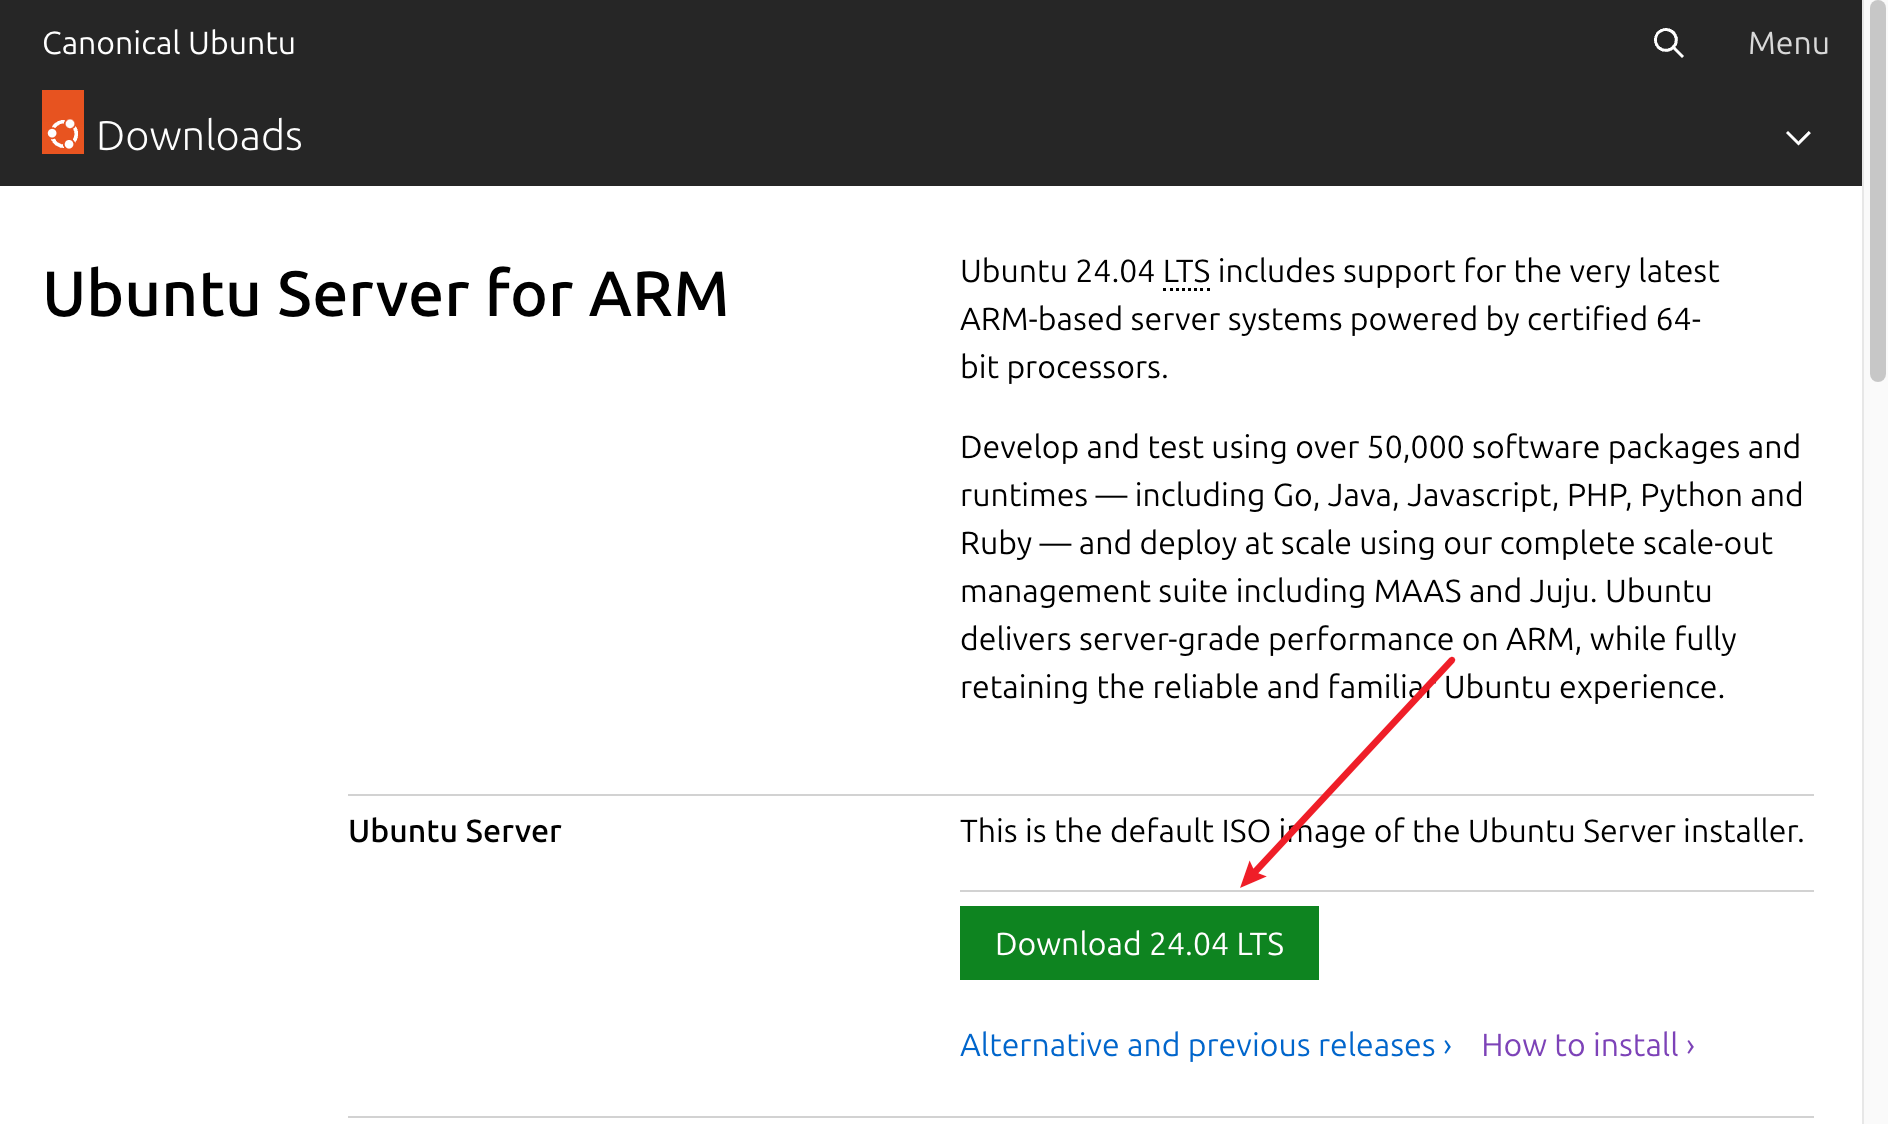 Canonical Ubuntu
Menu
Downloads
Ubuntu Server for ARM
Ubuntu 24.04 LTS includes support for the very latest
ARM-based server systems powered by certified 64-
bit processors.
Develop and test using over 50,000 software packages and
runtimes — including Go, Java, Javascript, PHP, Python and
Ruby — and deploy at scale using our complete scale-out
management suite including MAAS and Juju. Ubuntu
delivers server-grade performance on ARM, while fully
retaining the reliable and familiar Ubuntu experience.
Ubuntu Server
This is the default ISO image of the Ubuntu Server installer.
Download 24.04 LTS
Alternative and previous releases › How to install ›